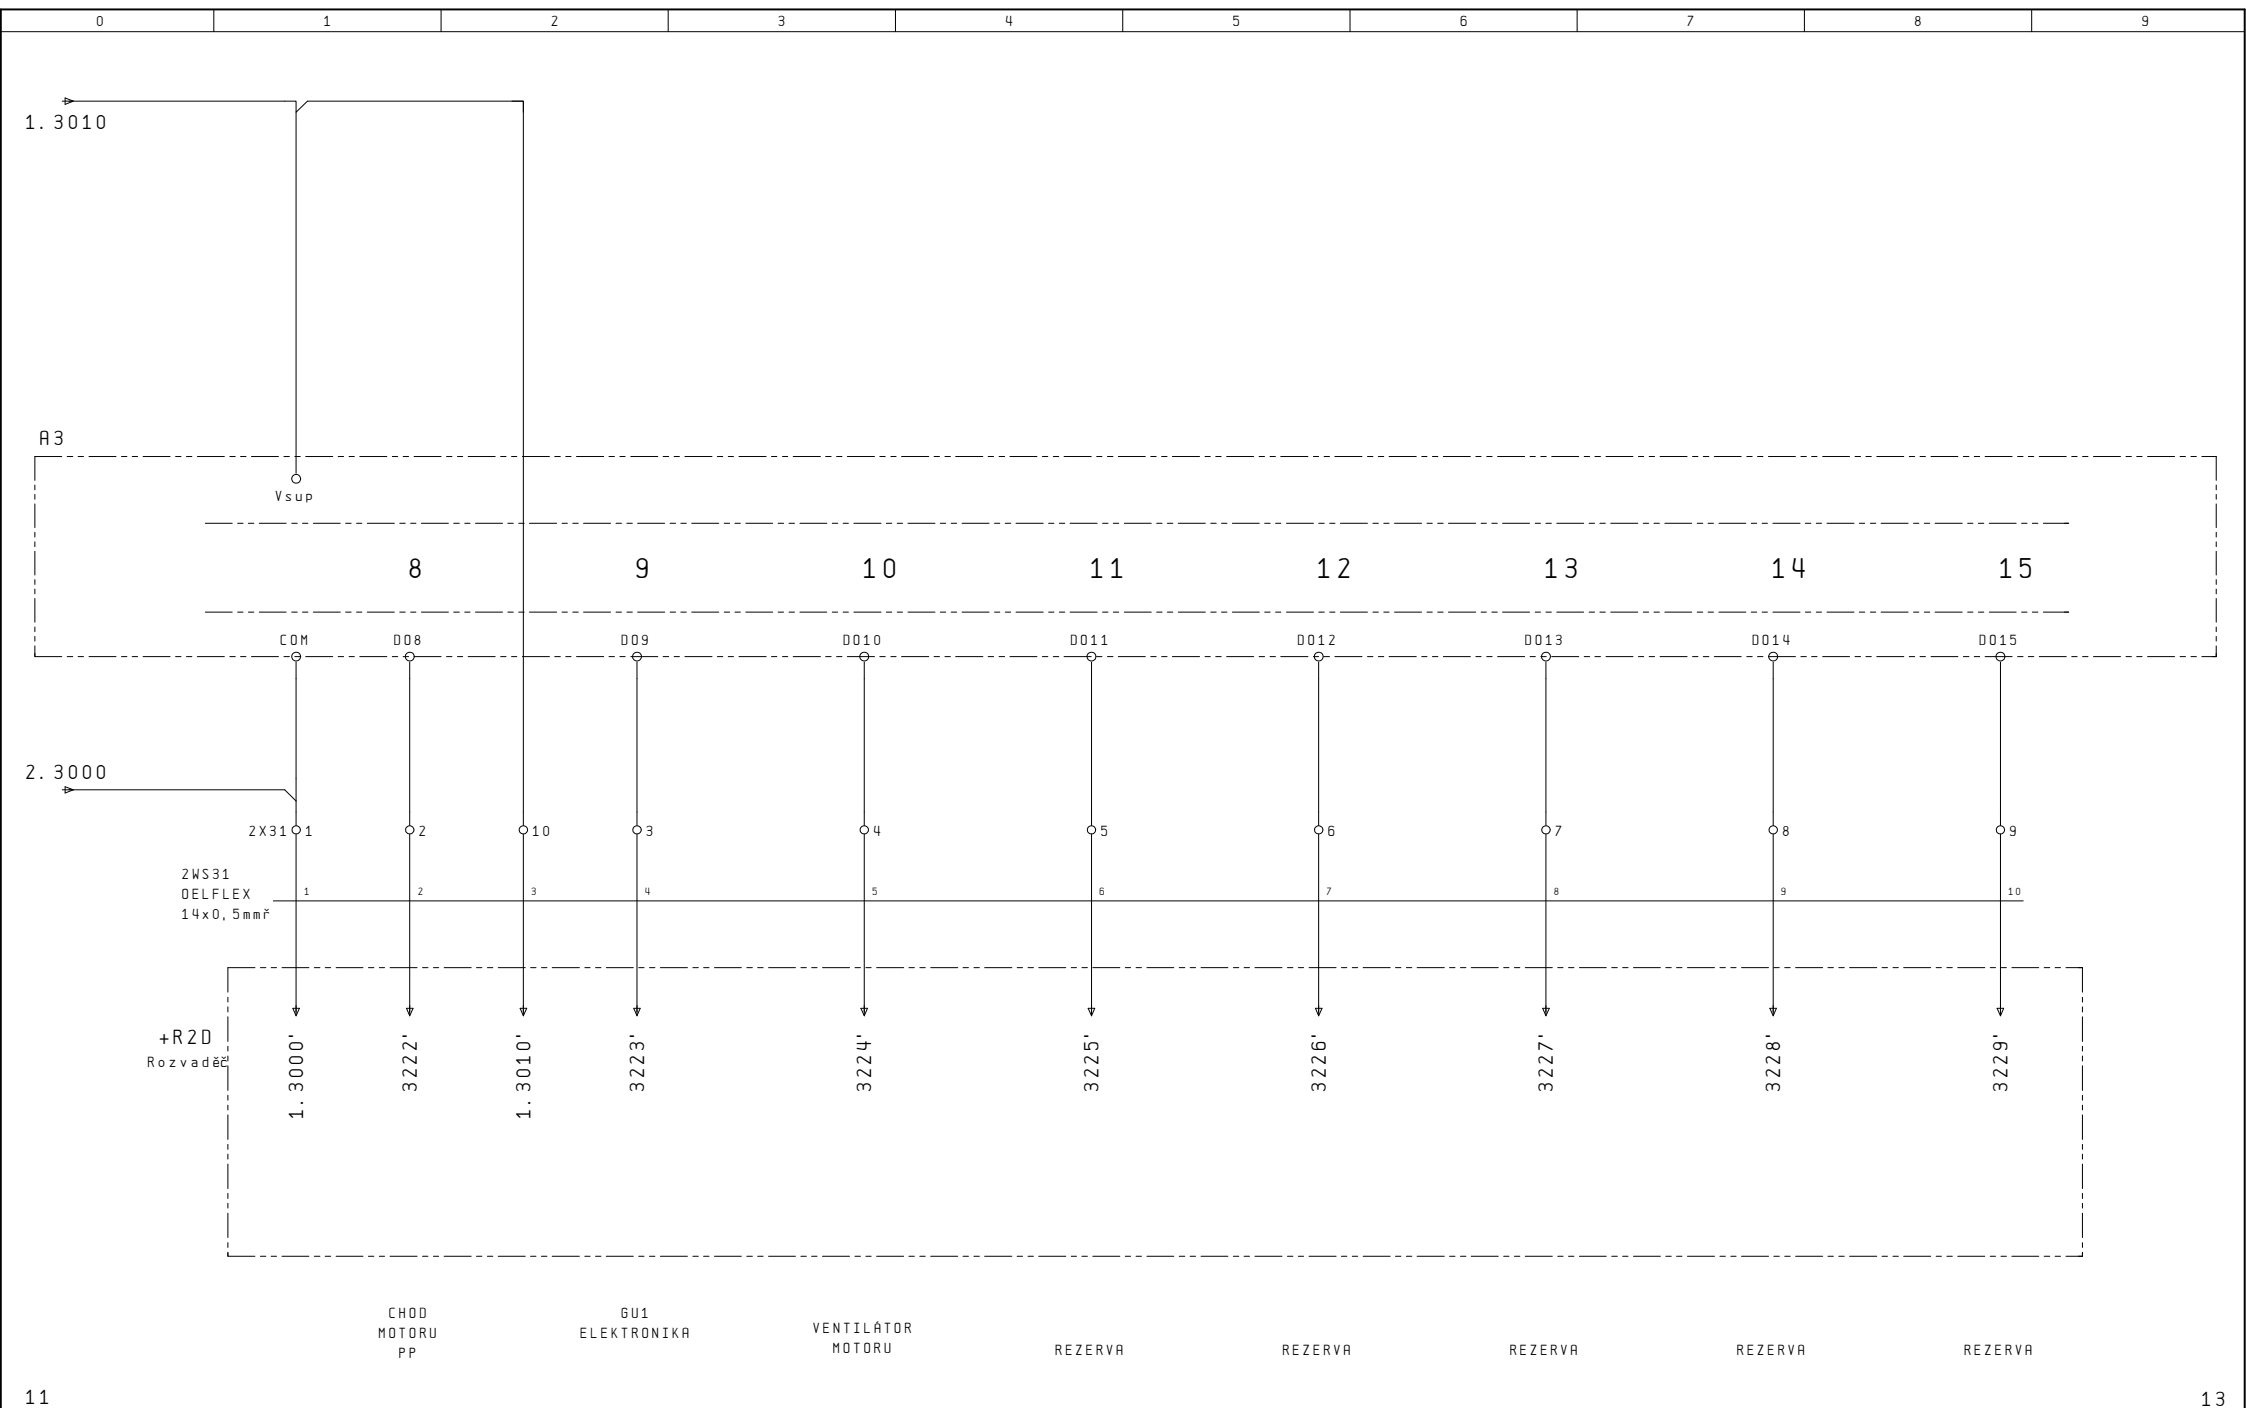 0 1 2 3 4 5 6 7 8 9
1.3010
A3
Vsup
8 9 10 11 12 13 14 15
COM DO8 DO9 DO10 DO11 DO12 DO13 DO14 DO15
2.3000
2X31 1 2 10 3 4 5 6 7 8 9
2WS31
OELFLEX
14x0,5mmř
1 2 3 4 5 6 7 8 9 10
+R2D
Rozvaděč
1.3000'
3222'
1.3010'
3223'
3224'
3225'
3226'
3227'
3228'
3229'
CHOD
MOTORU
PP
GU1
ELEKTRONIKA
VENTILÁTOR
MOTORU
REZERVA
REZERVA
REZERVA
REZERVA
REZERVA
11
13